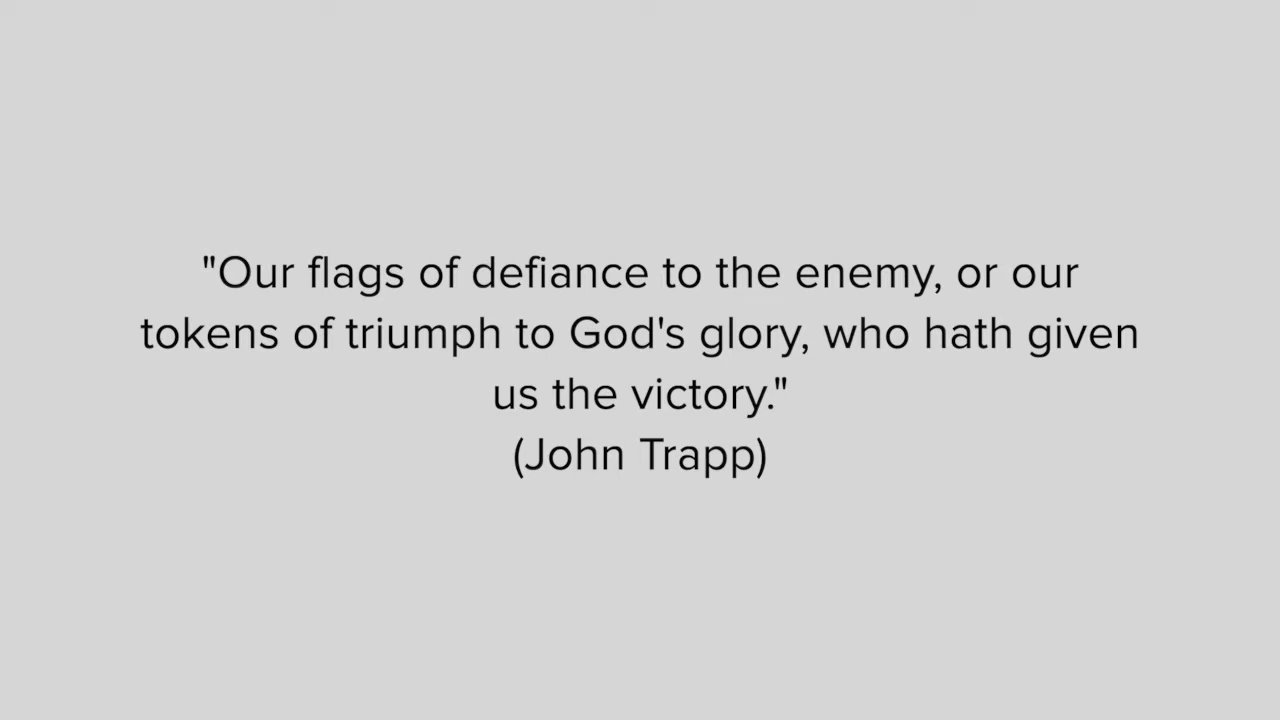 "Our flags of defiance to the enemy, or our
tokens of triumph to God's glory, who hath given
us the victory."
(John Trapp)